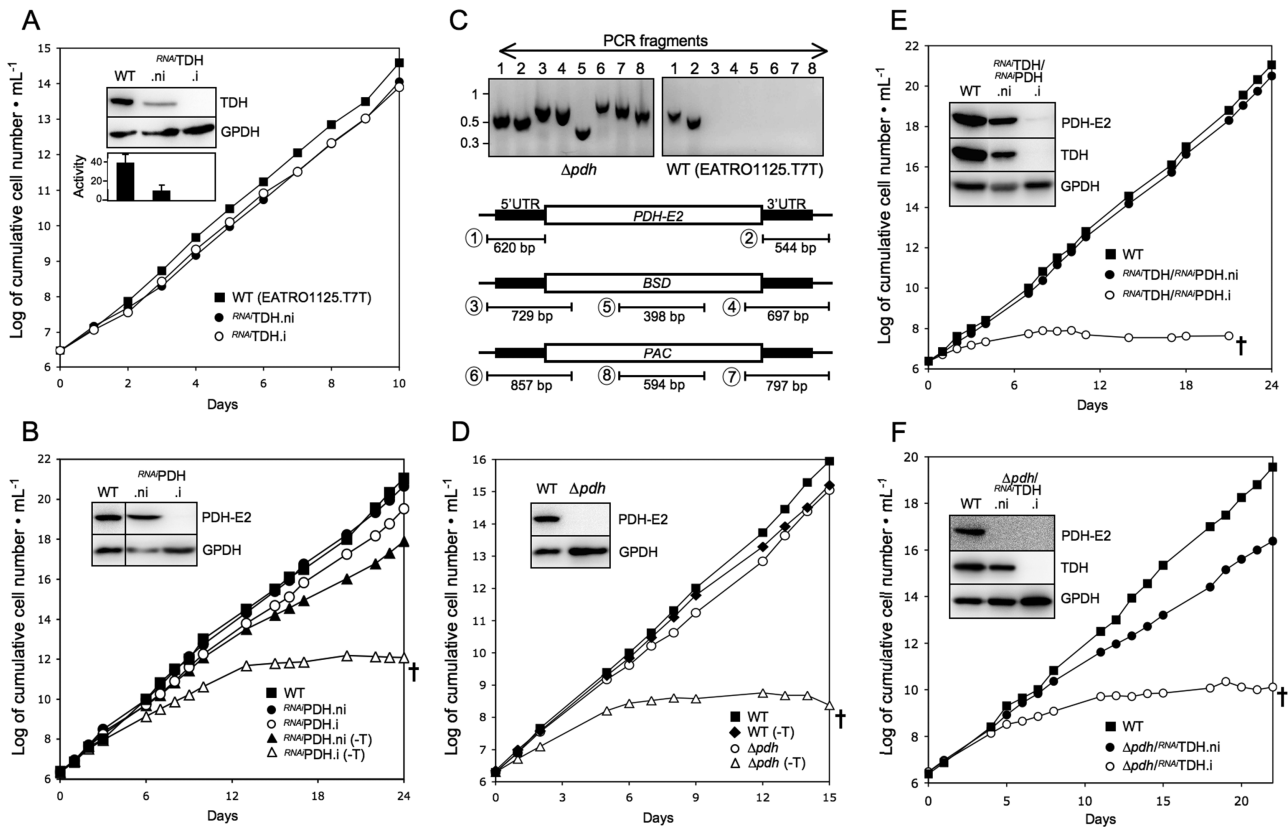 A
Log of cumulative cell number • mL⁻¹
15
14
13
12
11
10
9
8
7
6
RNAiTDH
WT .ni .i
TDH
GPDH
Activity
40
20
0
WT (EATRO1125.T7T)
RNAiTDH.ni
RNAiTDH.i
0 2 4 6 8 10
Days
B
Log of cumulative cell number • mL⁻¹
22
20
18
16
14
12
10
8
6
RNAiPDH
WT .ni .i
PDH-E2
GPDH
WT
RNAiPDH.ni
RNAiPDH.i
RNAiPDH.ni (-T)
RNAiPDH.i (-T)
†
0 6 12 18 24
Days
C
PCR fragments
1 2 3 4 5 6 7 8 1 2 3 4 5 6 7 8
1
0.5
0.3
Δpdh
WT (EATRO1125.T7T)
5'UTR PDH-E2 3'UTR
1 2
620 bp 544 bp
BSD
3 5 4
729 bp 398 bp 697 bp
PAC
6 8 7
857 bp 594 bp 797 bp
D
Log of cumulative cell number • mL⁻¹
16
15
14
13
12
11
10
9
8
7
6
WT Δpdh
PDH-E2
GPDH
WT
WT (-T)
Δpdh
Δpdh (-T)
†
0 3 6 9 12 15
Days
E
Log of cumulative cell number • mL⁻¹
22
20
18
16
14
12
10
8
6
RNAiTDH/
RNAiPDH
WT .ni .i
PDH-E2
TDH
GPDH
WT
RNAiTDH/RNAiPDH.ni
RNAiTDH/RNAiPDH.i
†
0 6 12 18 24
Days
F
Log of cumulative cell number • mL⁻¹
20
18
16
14
12
10
8
6
Δpdh/
RNAiTDH
WT .ni .i
PDH-E2
TDH
GPDH
WT
Δpdh/RNAiTDH.ni
Δpdh/RNAiTDH.i
†
0 5 10 15 20
Days